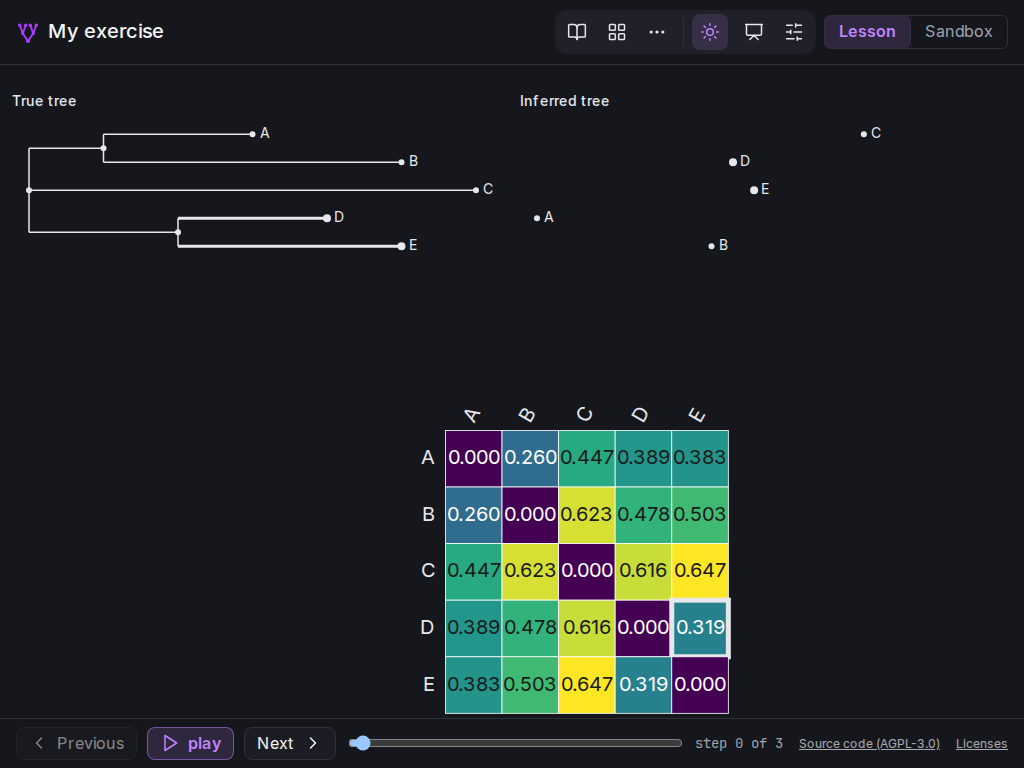 My exercise
Lesson
Sandbox
True tree
Inferred tree
A
B
C
D
E
C
D
E
A
B
A B C D E
A 0.000 0.260 0.447 0.389 0.383
B 0.260 0.000 0.623 0.478 0.503
C 0.447 0.623 0.000 0.616 0.647
D 0.389 0.478 0.616 0.000 0.319
E 0.383 0.503 0.647 0.319 0.000
Previous
play
Next
step 0 of 3
Source code (AGPL-3.0)
Licenses